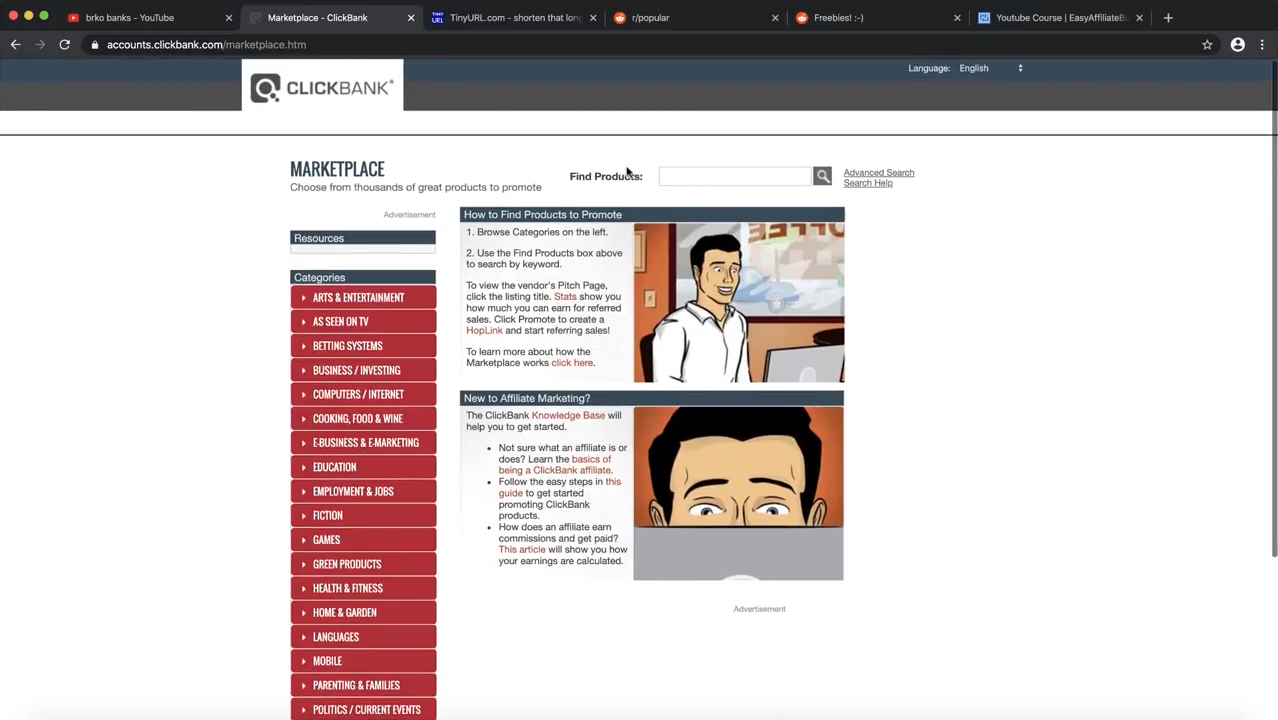 brko banks - YouTube
Marketplace - ClickBank
TinyURL.com - shorten that long
r/popular
Freebies! :-)
Youtube Course | EasyAffiliateBo
accounts.clickbank.com/marketplace.htm
Language: English
CLICKBANK®
MARKETPLACE
Choose from thousands of great products to promote
Find Products:
Advanced Search
Search Help
Advertisement
Resources
Categories
ARTS & ENTERTAINMENT
AS SEEN ON TV
BETTING SYSTEMS
BUSINESS / INVESTING
COMPUTERS / INTERNET
COOKING, FOOD & WINE
E-BUSINESS & E-MARKETING
EDUCATION
EMPLOYMENT & JOBS
FICTION
GAMES
GREEN PRODUCTS
HEALTH & FITNESS
HOME & GARDEN
LANGUAGES
MOBILE
PARENTING & FAMILIES
POLITICS / CURRENT EVENTS
How to Find Products to Promote
1. Browse Categories on the left.
2. Use the Find Products box above
to search by keyword.
To view the vendor's Pitch Page,
click the listing title. Stats show you
how much you can earn for referred
sales. Click Promote to create a
HopLink and start referring sales!
To learn more about how the
Marketplace works click here.
New to Affiliate Marketing?
The ClickBank Knowledge Base will
help you to get started.
• Not sure what an affiliate is or
does? Learn the basics of
being a ClickBank affiliate.
• Follow the easy steps in this
guide to get started
promoting ClickBank
products.
• How does an affiliate earn
commissions and get paid?
This article will show you how
your earnings are calculated.
Advertisement